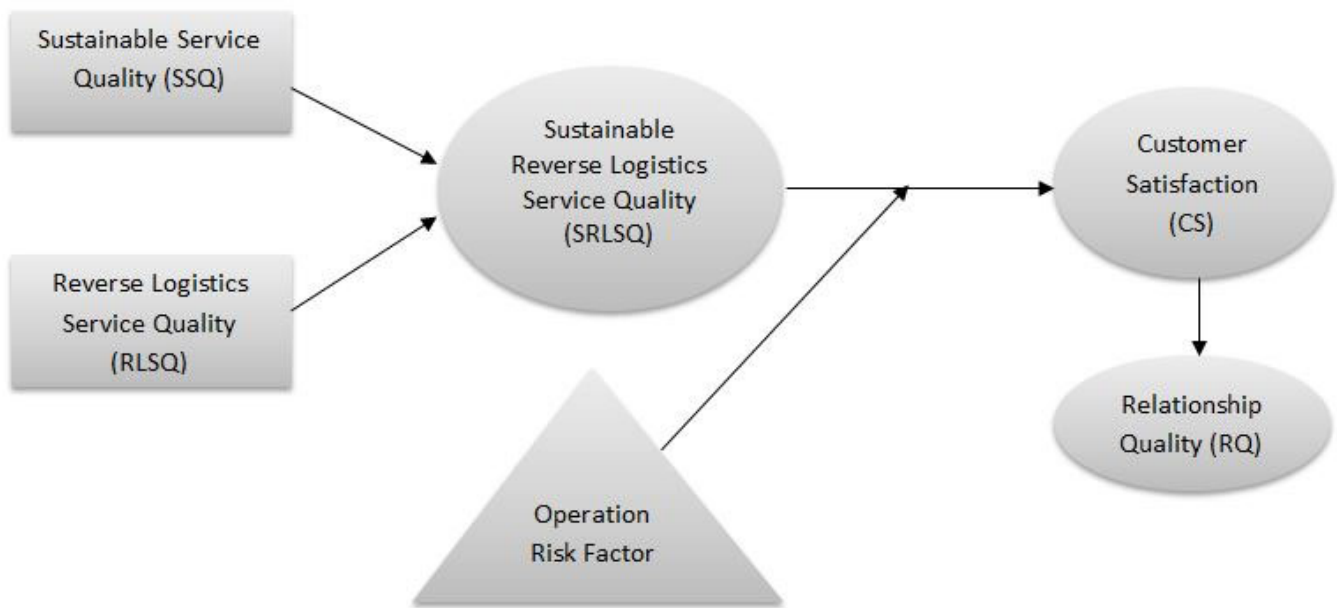 Sustainable Service
Quality (SSQ)
Reverse Logistics
Service Quality
(RLSQ)
Sustainable
Reverse Logistics
Service Quality
(SRLSQ)
Operation
Risk Factor
Customer
Satisfaction
(CS)
Relationship
Quality (RQ)